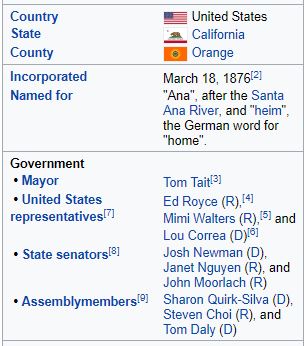 Country United States
State California
County Orange
Incorporated March 18, 1876[2]
Named for "Ana", after the Santa
Ana River, and "heim",
the German word for
"home".
Government
• Mayor Tom Tait[3]
• United States Ed Royce (R),[4]
representatives[7] Mimi Walters (R),[5] and
Lou Correa (D)[6]
• State senators[8] Josh Newman (D),
Janet Nguyen (R), and
John Moorlach (R)
• Assemblymembers[9] Sharon Quirk-Silva (D),
Steven Choi (R), and
Tom Daly (D)